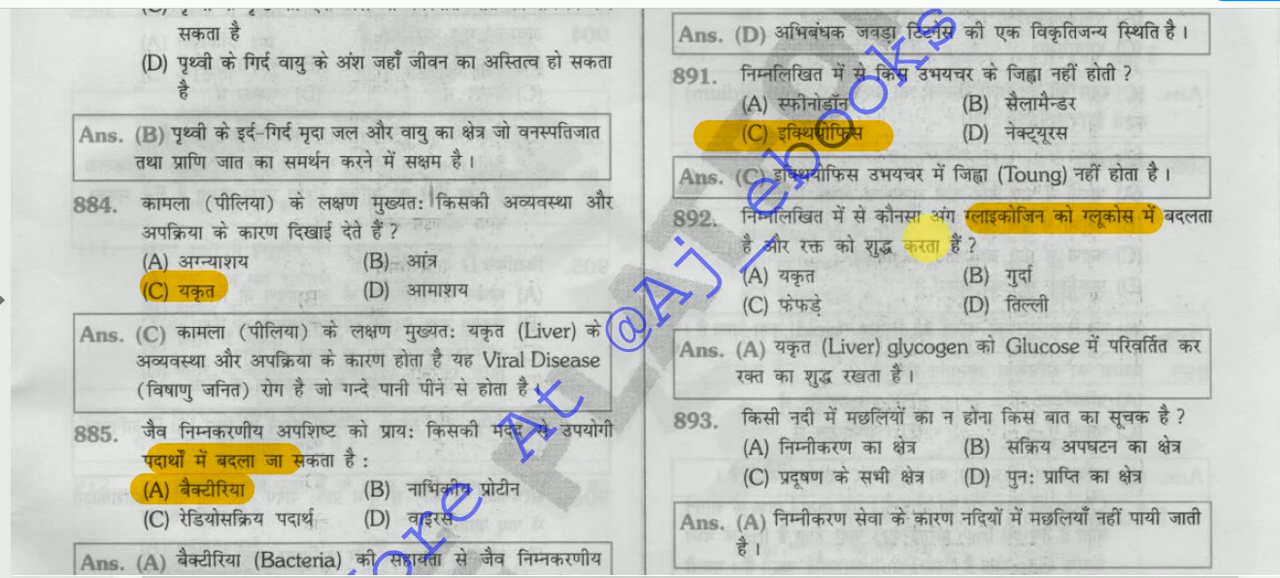 सकता है
(D) पृथ्वी के गिर्द वायु के अंश जहाँ जीवन का अस्तित्व हो सकता
है
Ans. (B) पृथ्वी के इर्द-गिर्द मृदा जल और वायु का क्षेत्र जो वनस्पतिजात
तथा प्राणि जात का समर्थन करने में सक्षम है।
884. कामला (पीलिया) के लक्षण मुख्यतः किसकी अव्यवस्था और
अपक्रिया के कारण दिखाई देते हैं ?
(A) अग्न्याशय (B) आंत्र
(C) यकृत (D) आमाशय
Ans. (C) कामला (पीलिया) के लक्षण मुख्यतः यकृत (Liver) के
अव्यवस्था और अपक्रिया के कारण होता है यह Viral Disease
(विषाणु जनित) रोग है जो गन्दे पानी पीने से होता है।
885. जैव निम्नकरणीय अपशिष्ट को प्रायः किसकी मदद से उपयोगी
पदार्थों में बदला जा सकता है :
(A) बैक्टीरिया (B) नाभिकीय प्रोटीन
(C) रेडियोसक्रिय पदार्थ (D) वाइरस
Ans. (A) बैक्टीरिया (Bacteria) की सहायता से जैव निम्नकरणीय
Ans. (D) अभिबंधक जवड़ा टिटनेस की एक विकृतिजन्य स्थिति है।
891. निम्नलिखित में से किस उभयचर के जिह्वा नहीं होती ?
(A) स्फीनोडॉन (B) सैलामैन्डर
(C) इक्थियोफिस (D) नेक्ट्यूरस
Ans. (C) इक्थियोफिस उभयचर में जिह्वा (Toung) नहीं होता है।
892. निम्नलिखित में से कौनसा अंग ग्लाइकोजिन को ग्लूकोस में बदलता
है और रक्त को शुद्ध करता हैं ?
(A) यकृत (B) गुर्दा
(C) फेफड़े (D) तिल्ली
Ans. (A) यकृत (Liver) glycogen को Glucose में परिवर्तित कर
रक्त का शुद्ध रखता है।
893. किसी नदी में मछलियों का न होना किस बात का सूचक है ?
(A) निम्नीकरण का क्षेत्र (B) सक्रिय अपघटन का क्षेत्र
(C) प्रदूषण के सभी क्षेत्र (D) पुनः प्राप्ति का क्षेत्र
Ans. (A) निम्नीकरण सेवा के कारण नदियों में मछलियाँ नहीं पायी जाती
है।
ore At @Aj_ebooks